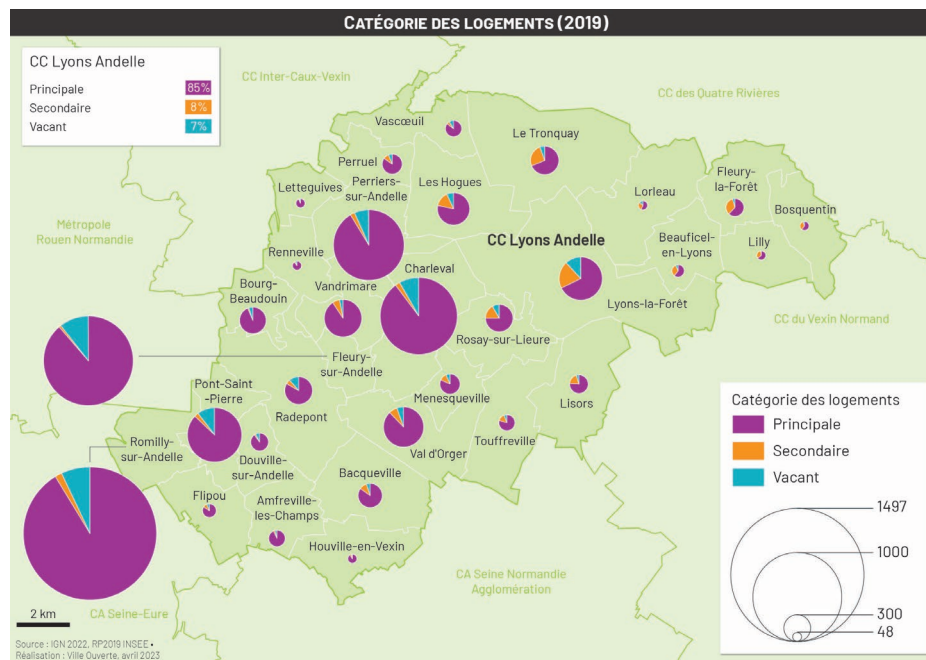 CATÉGORIE DES LOGEMENTS (2019)
CC Lyons Andelle
Principale 85%
Secondaire 8%
Vacant 7%
CC Inter-Caux-Vexin
CC des Quatre Rivières
Vascœuil
Le Tronquay
Perruel
Fleury-
la-Forêt
Letteguives
Perriers-
sur-Andelle
Les Hogues
Lorleau
Bosquentin
Métropole
Rouen Normandie
CC Lyons Andelle
Beauficel-
en-Lyons
Lilly
Renneville
Charleval
Bourg-
Beaudouin
Vandrimare
Lyons-la-Forêt
CC du Vexin Normand
Rosay-sur-Lieure
Fleury-
sur-Andelle
Pont-Saint
-Pierre
Radepont
Menesqueville
Lisors
Romilly-
sur-Andelle
Douville-
sur-Andelle
Val d'Orger
Touffreville
Bacqueville
Flipou
Amfreville-
les-Champs
Houville-en-Vexin
CA Seine Normandie
Agglomération
CA Seine-Eure
Catégorie des logements
Principale
Secondaire
Vacant
1497
1000
300
48
2 km
Source : IGN 2022, RP2019 INSEE •
Réalisation : Ville Ouverte, avril 2023